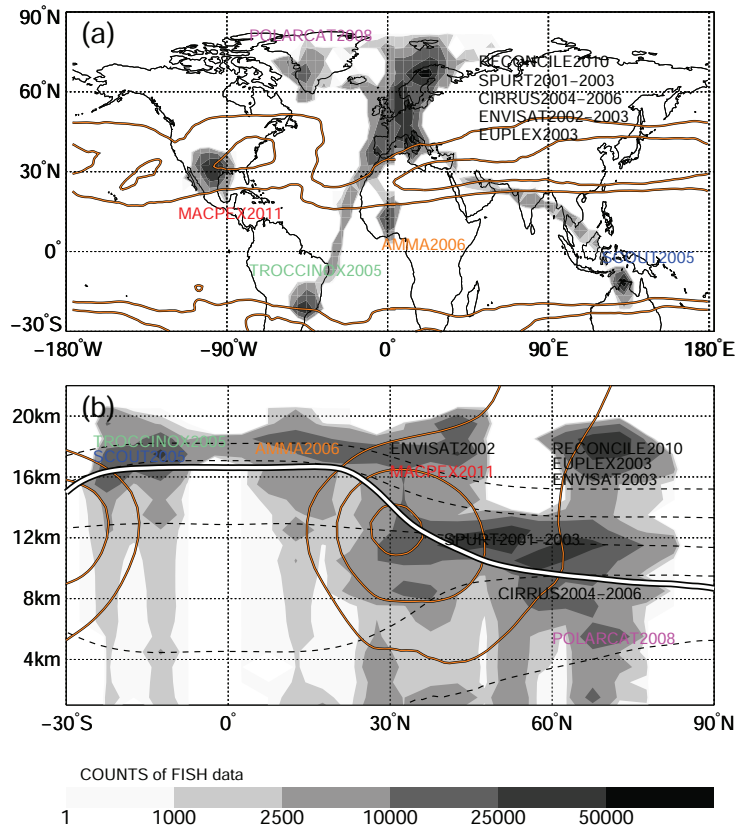 (a)
90°N
60°N
30°N
0°
−30°S
POLARCAT2008
RECONCILE2010
SPURT2001−2003
CIRRUS2004−2006
ENVISAT2002−2003
EUPLEX2003
MACPEX2011
AMMA2006
TROCCINOX2005
SCOUT2005
−180°W
−90°W
0°
90°E
180°E
(b)
20km
16km
12km
8km
4km
TROCCINOX2005
SCOUT2005
AMMA2006
ENVISAT2002
MACPEX2011
RECONCILE2010
EUPLEX2003
ENVISAT2003
SPURT2001−2003
CIRRUS2004−2006
POLARCAT2008
−30°S
0°
30°N
60°N
90°N
COUNTS of FISH data
1
1000
2500
10000
25000
50000